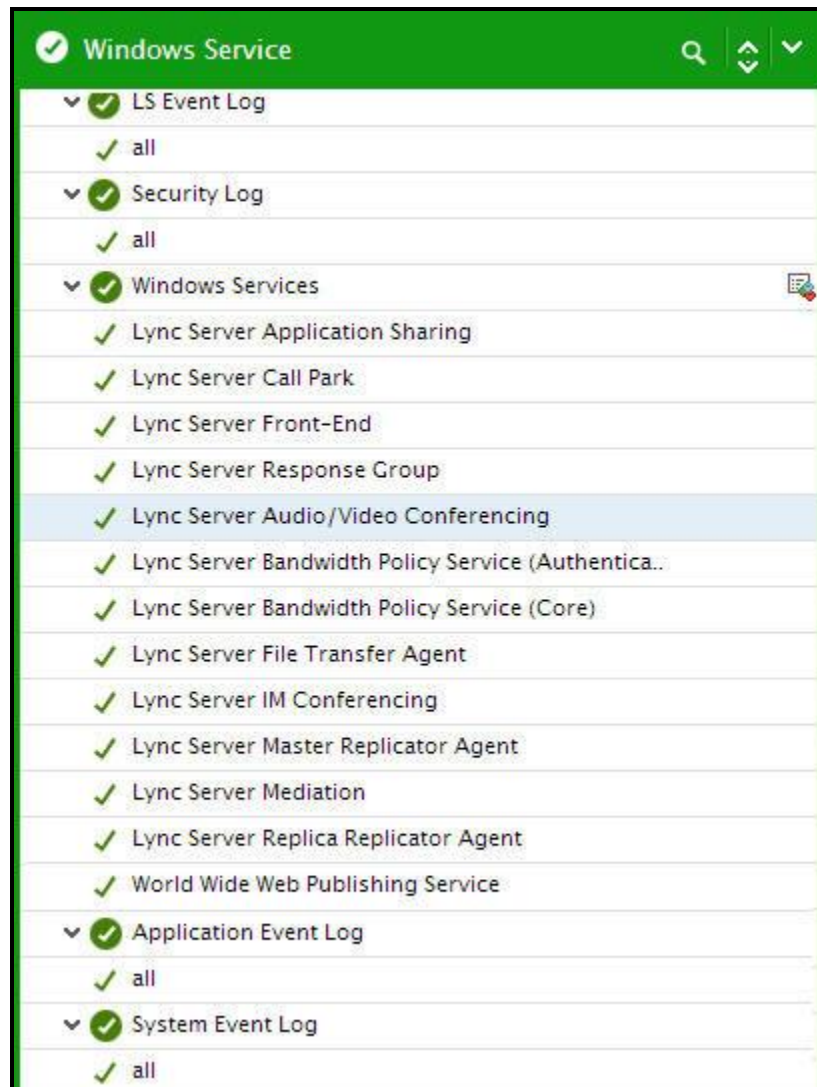 Windows Service
LS Event Log
all
Security Log
all
Windows Services
Lync Server Application Sharing
Lync Server Call Park
Lync Server Front-End
Lync Server Response Group
Lync Server Audio/Video Conferencing
Lync Server Bandwidth Policy Service (Authentica..
Lync Server Bandwidth Policy Service (Core)
Lync Server File Transfer Agent
Lync Server IM Conferencing
Lync Server Master Replicator Agent
Lync Server Mediation
Lync Server Replica Replicator Agent
World Wide Web Publishing Service
Application Event Log
all
System Event Log
all